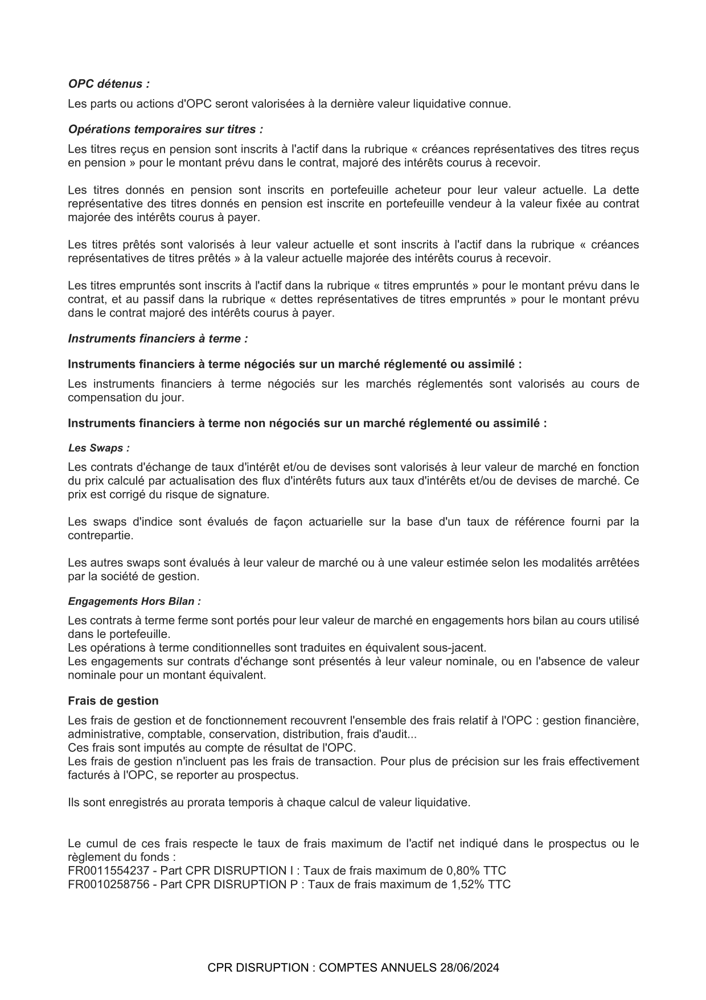 OPC détenus :
Les parts ou actions d'OPC seront valorisées à la dernière valeur liquidative connue.
Opérations temporaires sur titres :
Les titres reçus en pension sont inscrits à l'actif dans la rubrique « créances représentatives des titres reçus
en pension » pour le montant prévu dans le contrat, majoré des intérêts courus à recevoir.
Les titres donnés en pension sont inscrits en portefeuille acheteur pour leur valeur actuelle. La dette
représentative des titres donnés en pension est inscrite en portefeuille vendeur à la valeur fixée au contrat
majorée des intérêts courus à payer.
Les titres prêtés sont valorisés à leur valeur actuelle et sont inscrits à l'actif dans la rubrique « créances
représentatives de titres prêtés » à la valeur actuelle majorée des intérêts courus à recevoir.
Les titres empruntés sont inscrits à l'actif dans la rubrique « titres empruntés » pour le montant prévu dans le
contrat, et au passif dans la rubrique « dettes représentatives de titres empruntés » pour le montant prévu
dans le contrat majoré des intérêts courus à payer.
Instruments financiers à terme :
Instruments financiers à terme négociés sur un marché réglementé ou assimilé :
Les instruments financiers à terme négociés sur les marchés réglementés sont valorisés au cours de
compensation du jour.
Instruments financiers à terme non négociés sur un marché réglementé ou assimilé :
Les Swaps :
Les contrats d'échange de taux d'intérêt et/ou de devises sont valorisés à leur valeur de marché en fonction
du prix calculé par actualisation des flux d'intérêts futurs aux taux d'intérêts et/ou de devises de marché. Ce
prix est corrigé du risque de signature.
Les swaps d'indice sont évalués de façon actuarielle sur la base d'un taux de référence fourni par la
contrepartie.
Les autres swaps sont évalués à leur valeur de marché ou à une valeur estimée selon les modalités arrêtées
par la société de gestion.
Engagements Hors Bilan :
Les contrats à terme ferme sont portés pour leur valeur de marché en engagements hors bilan au cours utilisé
dans le portefeuille.
Les opérations à terme conditionnelles sont traduites en équivalent sous-jacent.
Les engagements sur contrats d'échange sont présentés à leur valeur nominale, ou en l'absence de valeur
nominale pour un montant équivalent.
Frais de gestion
Les frais de gestion et de fonctionnement recouvrent l'ensemble des frais relatif à l'OPC : gestion financière,
administrative, comptable, conservation, distribution, frais d'audit...
Ces frais sont imputés au compte de résultat de l'OPC.
Les frais de gestion n'incluent pas les frais de transaction. Pour plus de précision sur les frais effectivement
facturés à l'OPC, se reporter au prospectus.
Ils sont enregistrés au prorata temporis à chaque calcul de valeur liquidative.
Le cumul de ces frais respecte le taux de frais maximum de l'actif net indiqué dans le prospectus ou le
règlement du fonds :
FR0011554237 - Part CPR DISRUPTION I : Taux de frais maximum de 0,80% TTC
FR0010258756 - Part CPR DISRUPTION P : Taux de frais maximum de 1,52% TTC
CPR DISRUPTION : COMPTES ANNUELS 28/06/2024